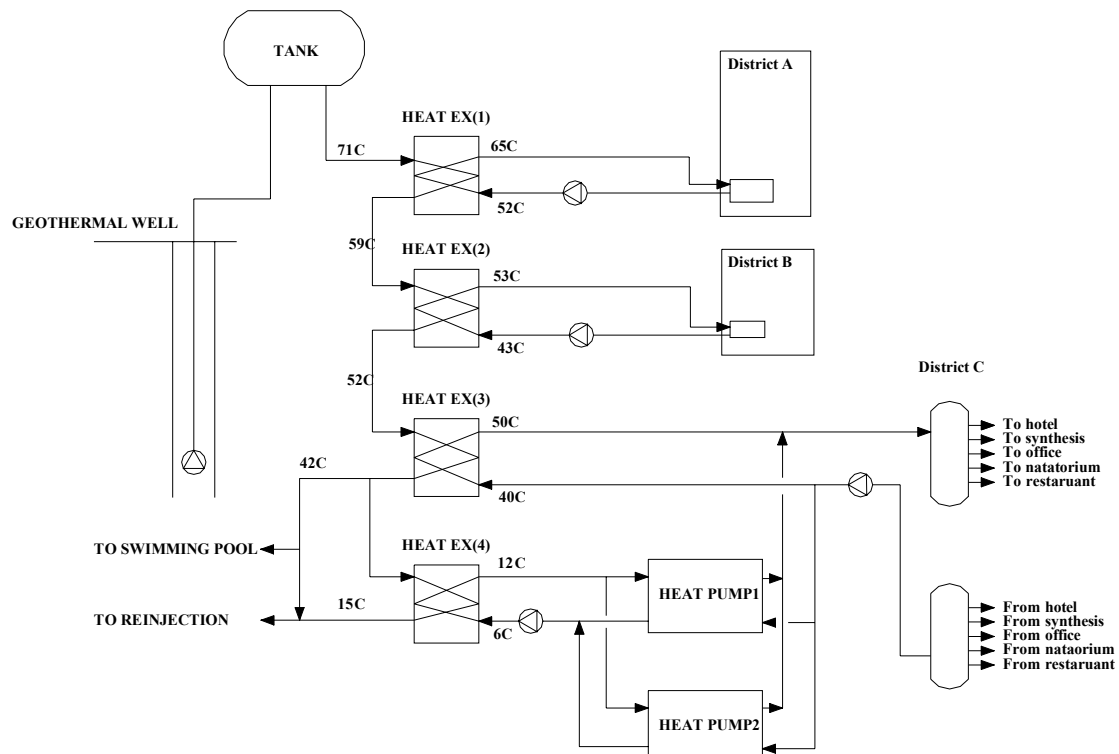 TANK
District A
HEAT EX(1)
71C
65C
52C
GEOTHERMAL WELL
59C
HEAT EX(2)
District B
53C
43C
52C
District C
HEAT EX(3)
50C
To hotel
To synthesis
To office
To natatorium
To restaruant
42C
40C
TO SWIMMING POOL
HEAT EX(4)
12C
HEAT PUMP1
15C
TO REINJECTION
6C
From hotel
From synthesis
From office
From nataorium
From restaruant
HEAT PUMP2